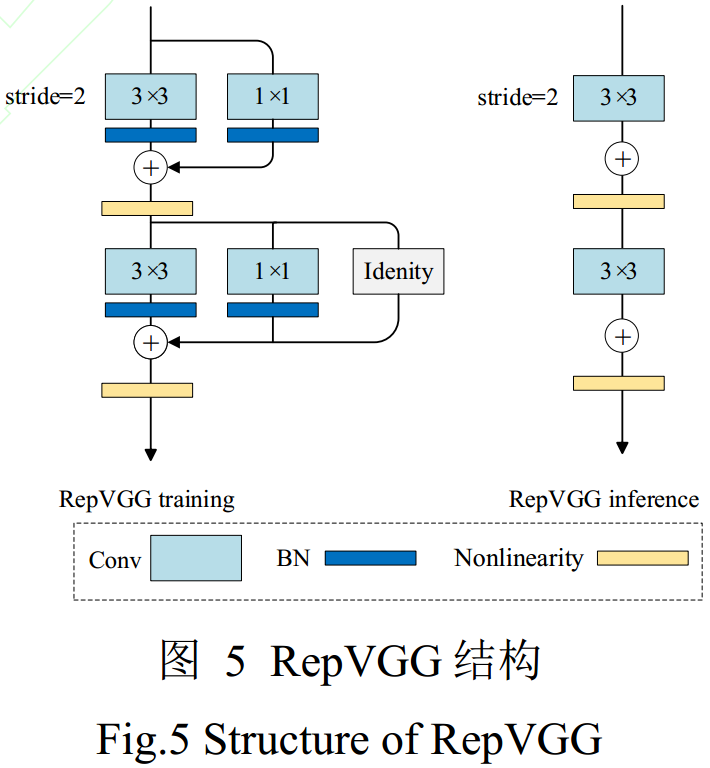 stride=2
3×3
1×1
+
3×3
1×1
Idenity
+
RepVGG training
stride=2
3×3
+
3×3
+
RepVGG inference
Conv
BN
Nonlinearity
图 5 RepVGG 结构
Fig.5 Structure of RepVGG